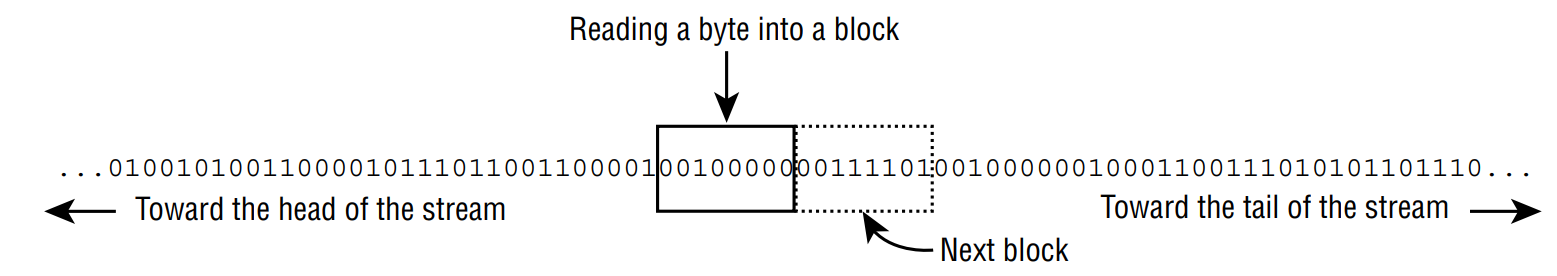 Reading a byte into a block
...01001010011000010111011001100001001000000011110100100000010001100111010101101110...
Toward the head of the stream
Toward the tail of the stream
Next block